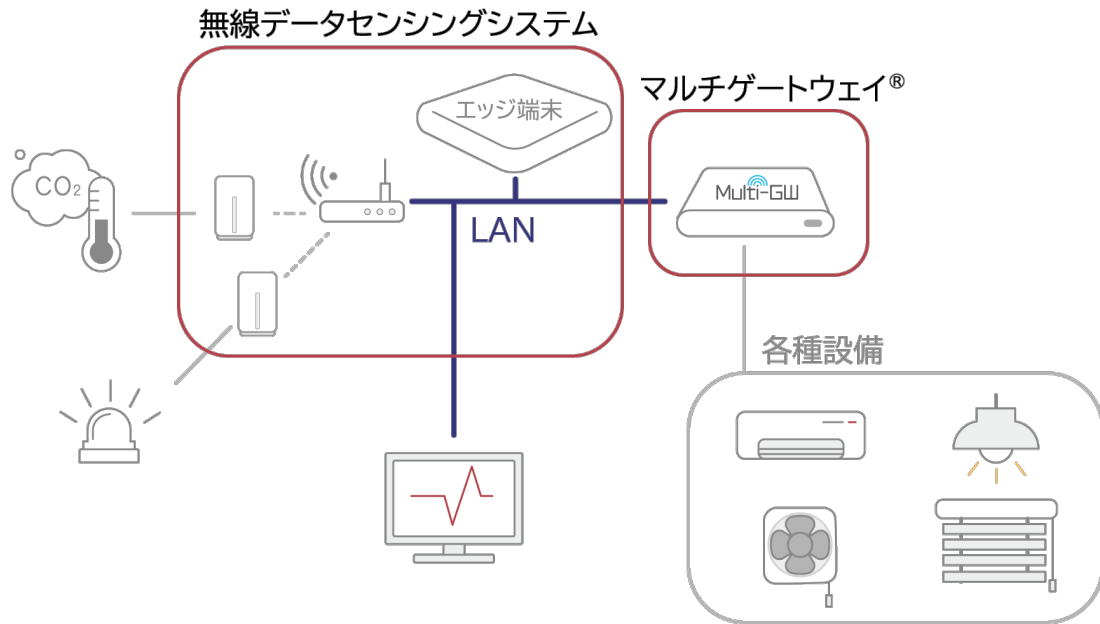 無線データセンシングシステム
マルチゲートウェイ®
エッジ端末
CO₂
Multi-GW
LAN
各種設備